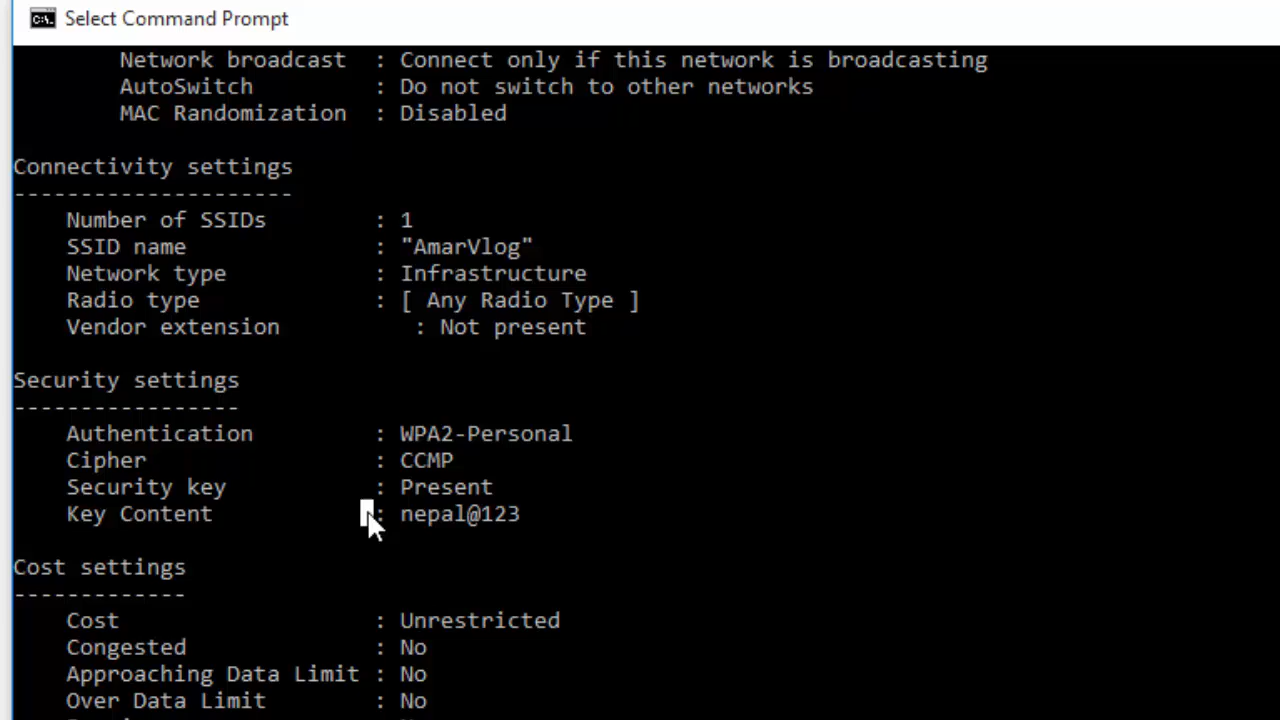 Select Command Prompt
Network broadcast : Connect only if this network is broadcasting
AutoSwitch : Do not switch to other networks
MAC Randomization : Disabled
Connectivity settings
---------------------
Number of SSIDs : 1
SSID name : "AmarVlog"
Network type : Infrastructure
Radio type : [ Any Radio Type ]
Vendor extension : Not present
Security settings
-----------------
Authentication : WPA2-Personal
Cipher : CCMP
Security key : Present
Key Content : nepal@123
Cost settings
-------------
Cost : Unrestricted
Congested : No
Approaching Data Limit : No
Over Data Limit : No